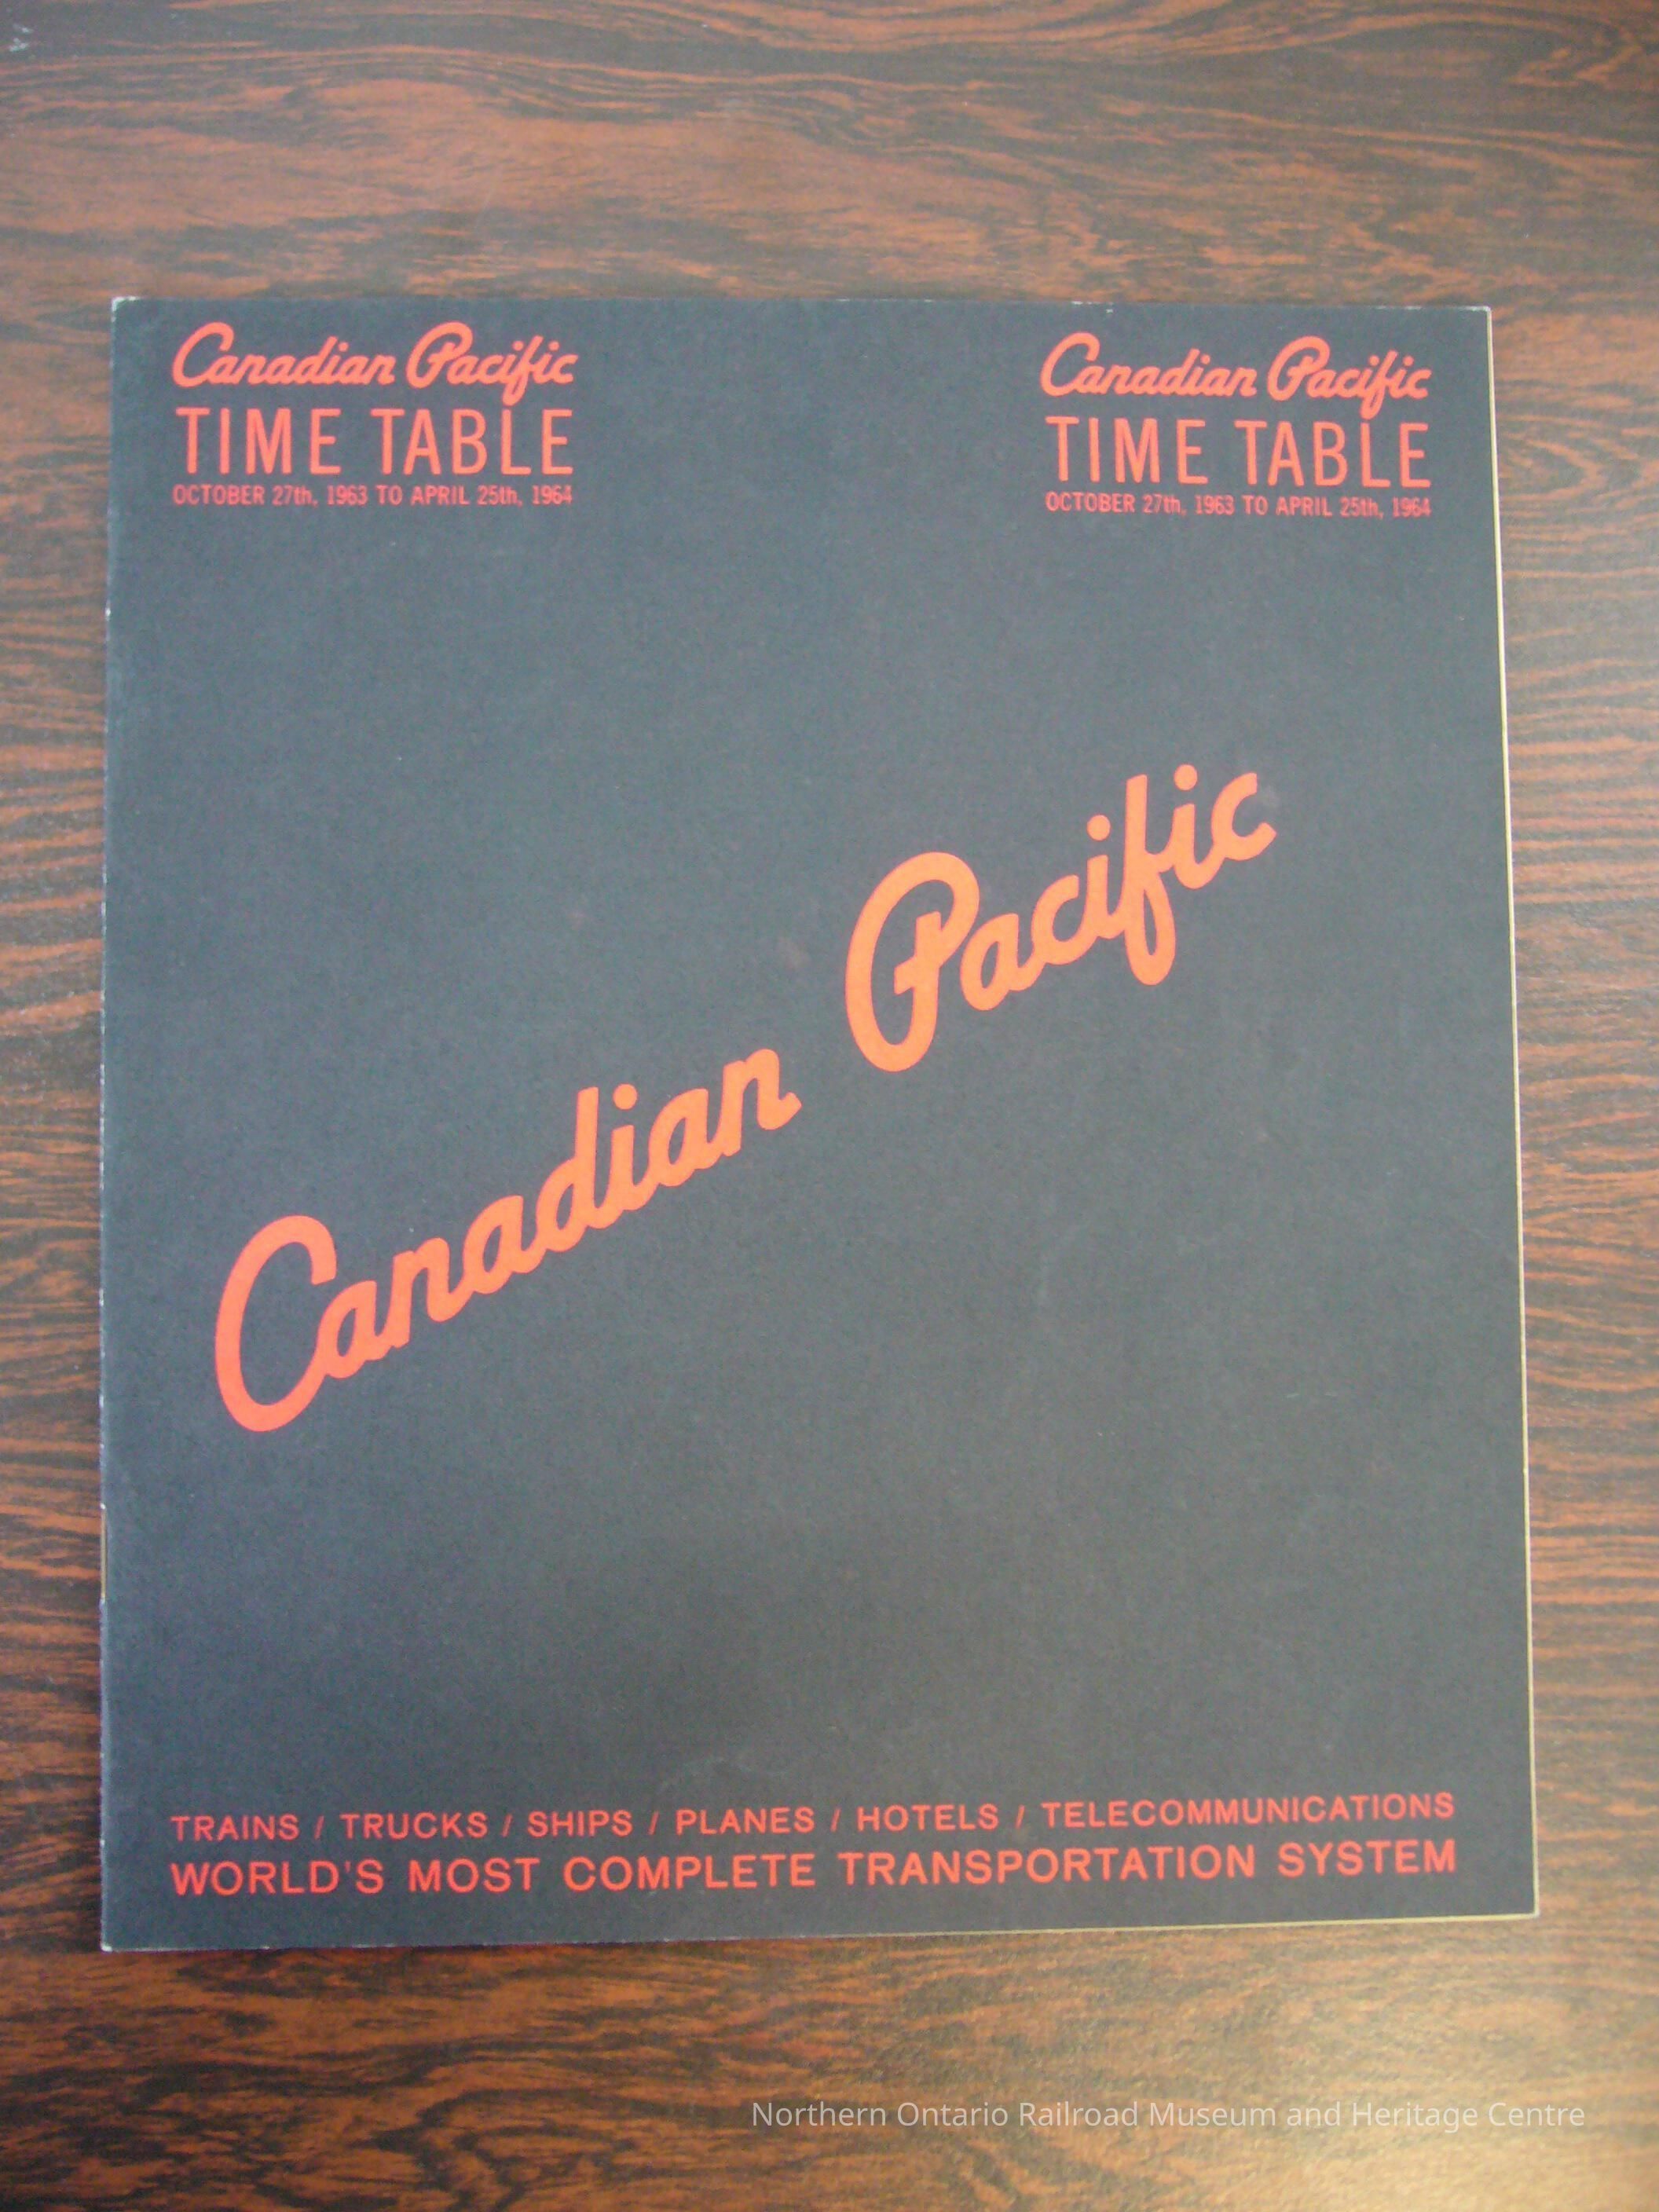 Canadian Pacific
TIME TABLE
OCTOBER 27th, 1963 TO APRIL 25th, 1964
Canadian Pacific
TIME TABLE
OCTOBER 27th, 1963 TO APRIL 25th, 1964
Canadian Pacific
TRAINS / TRUCKS / SHIPS / PLANES / HOTELS / TELECOMMUNICATIONS
WORLD'S MOST COMPLETE TRANSPORTATION SYSTEM
Northern Ontario Railroad Museum and Heritage Centre